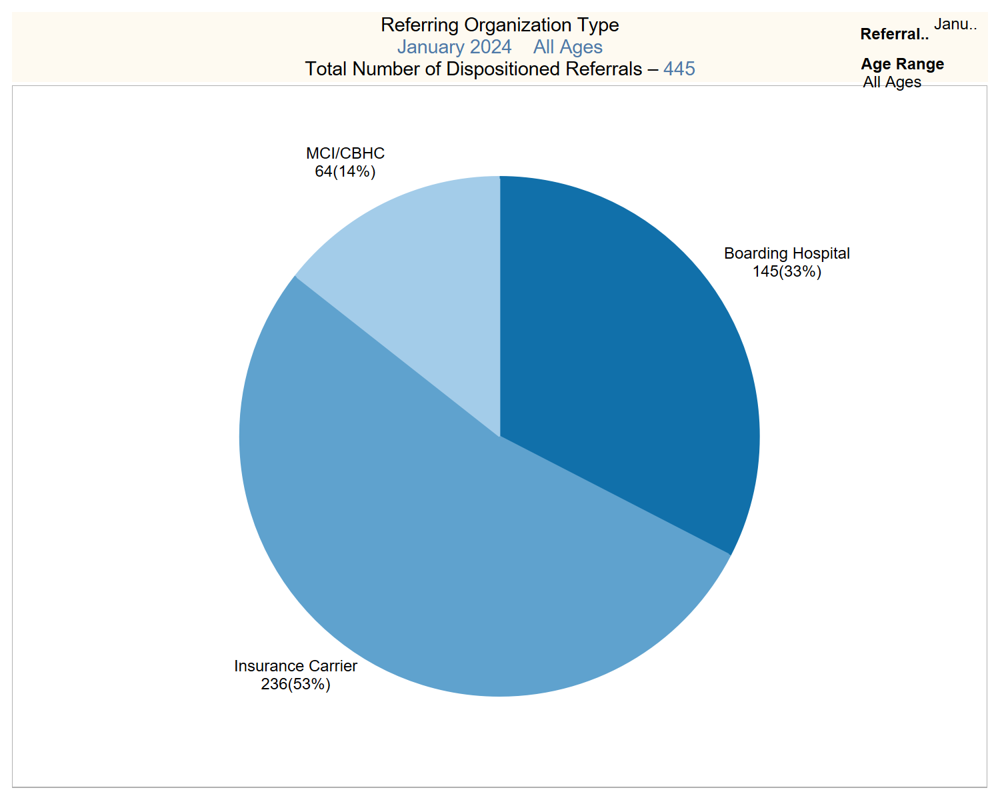 Referring Organization Type
January 2024 All Ages
Total Number of Dispositioned Referrals – 445
Referral.. Janu..
Age Range
All Ages
MCI/CBHC
64(14%)
Boarding Hospital
145(33%)
Insurance Carrier
236(53%)